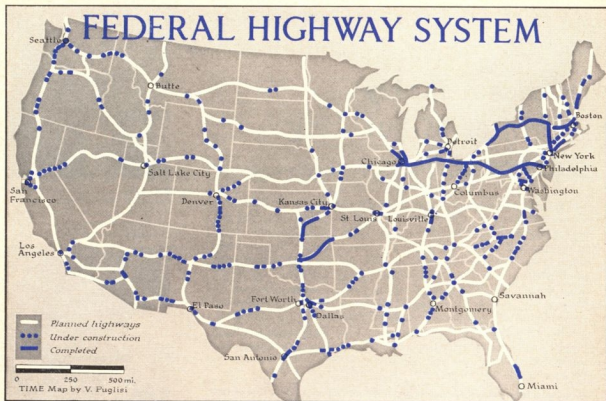 FEDERAL HIGHWAY SYSTEM
Seattle
Butte
Boston
Detroit
Chicago
New York
Philadelphia
Salt Lake City
Columbus
Washington
San
Francisco
Denver
Kansas City
St Louis
Louisville
Los
Angeles
El Paso
Fort Worth
Dallas
Montgomery
Savannah
San Antonio
Miami
Planned highways
Under construction
Completed
0 250 500 mi.
TIME Map by V. Puglisi